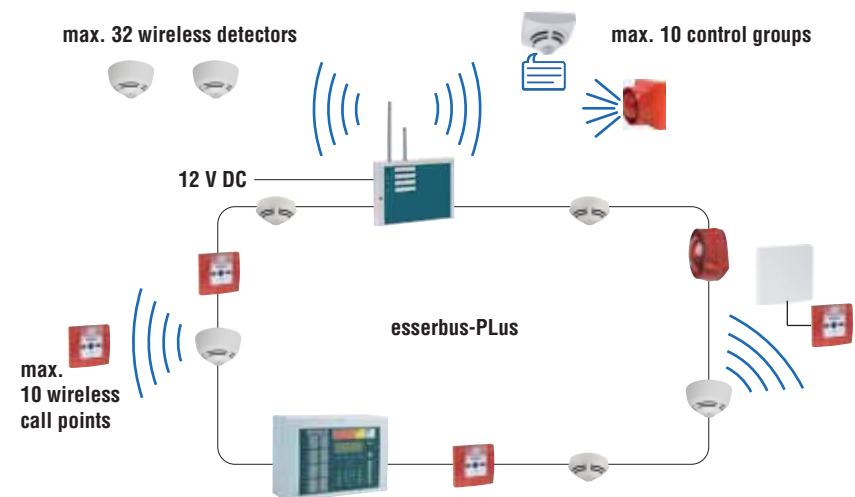 max. 32 wireless detectors
max. 10 control groups
12 V DC
esserbus-PLus
max.
10 wireless
call points